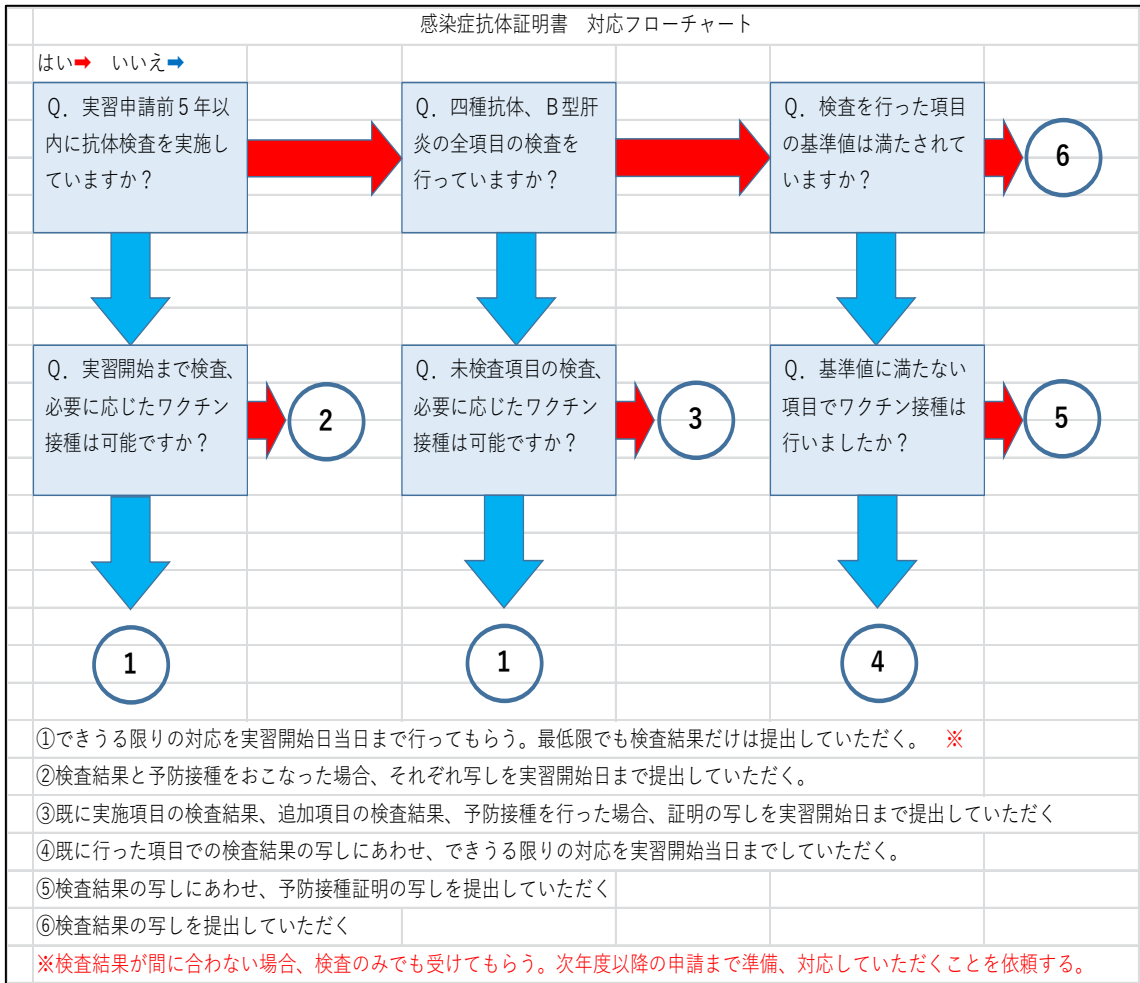 感染症抗体証明書　対応フローチャート
はい➡　いいえ➡
Q．実習申請前５年以
内に抗体検査を実施し
ていますか？
Q．四種抗体、Ｂ型肝
炎の全項目の検査を
行っていますか？
Q．検査を行った項目
の基準値は満たされて
いますか？
6
Q．実習開始まで検査、
必要に応じたワクチン
接種は可能ですか？
2
Q．未検査項目の検査、
必要に応じたワクチン
接種は可能ですか？
3
Q．基準値に満たない
項目でワクチン接種は
行いましたか？
5
1
1
4
①できうる限りの対応を実習開始日当日まで行ってもらう。最低限でも検査結果だけは提出していただく。　※
②検査結果と予防接種をおこなった場合、それぞれ写しを実習開始日まで提出していただく。
③既に実施項目の検査結果、追加項目の検査結果、予防接種を行った場合、証明の写しを実習開始日まで提出していただく
④既に行った項目での検査結果の写しにあわせ、できうる限りの対応を実習開始当日までしていただく。
⑤検査結果の写しにあわせ、予防接種証明の写しを提出していただく
⑥検査結果の写しを提出していただく
※検査結果が間に合わない場合、検査のみでも受けてもらう。次年度以降の申請まで準備、対応していただくことを依頼する。